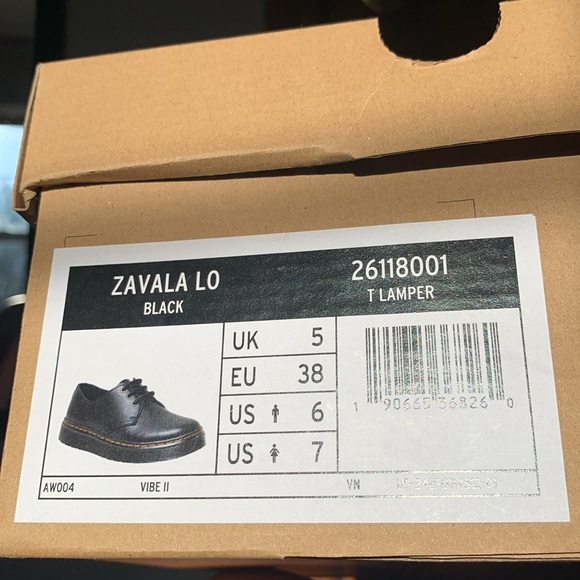 ZAVALA LO
BLACK
26118001
T LAMPER
UK 5
EU 38
US 6
US 7
1 90665 36826 0
AW004
VIBE II
VN